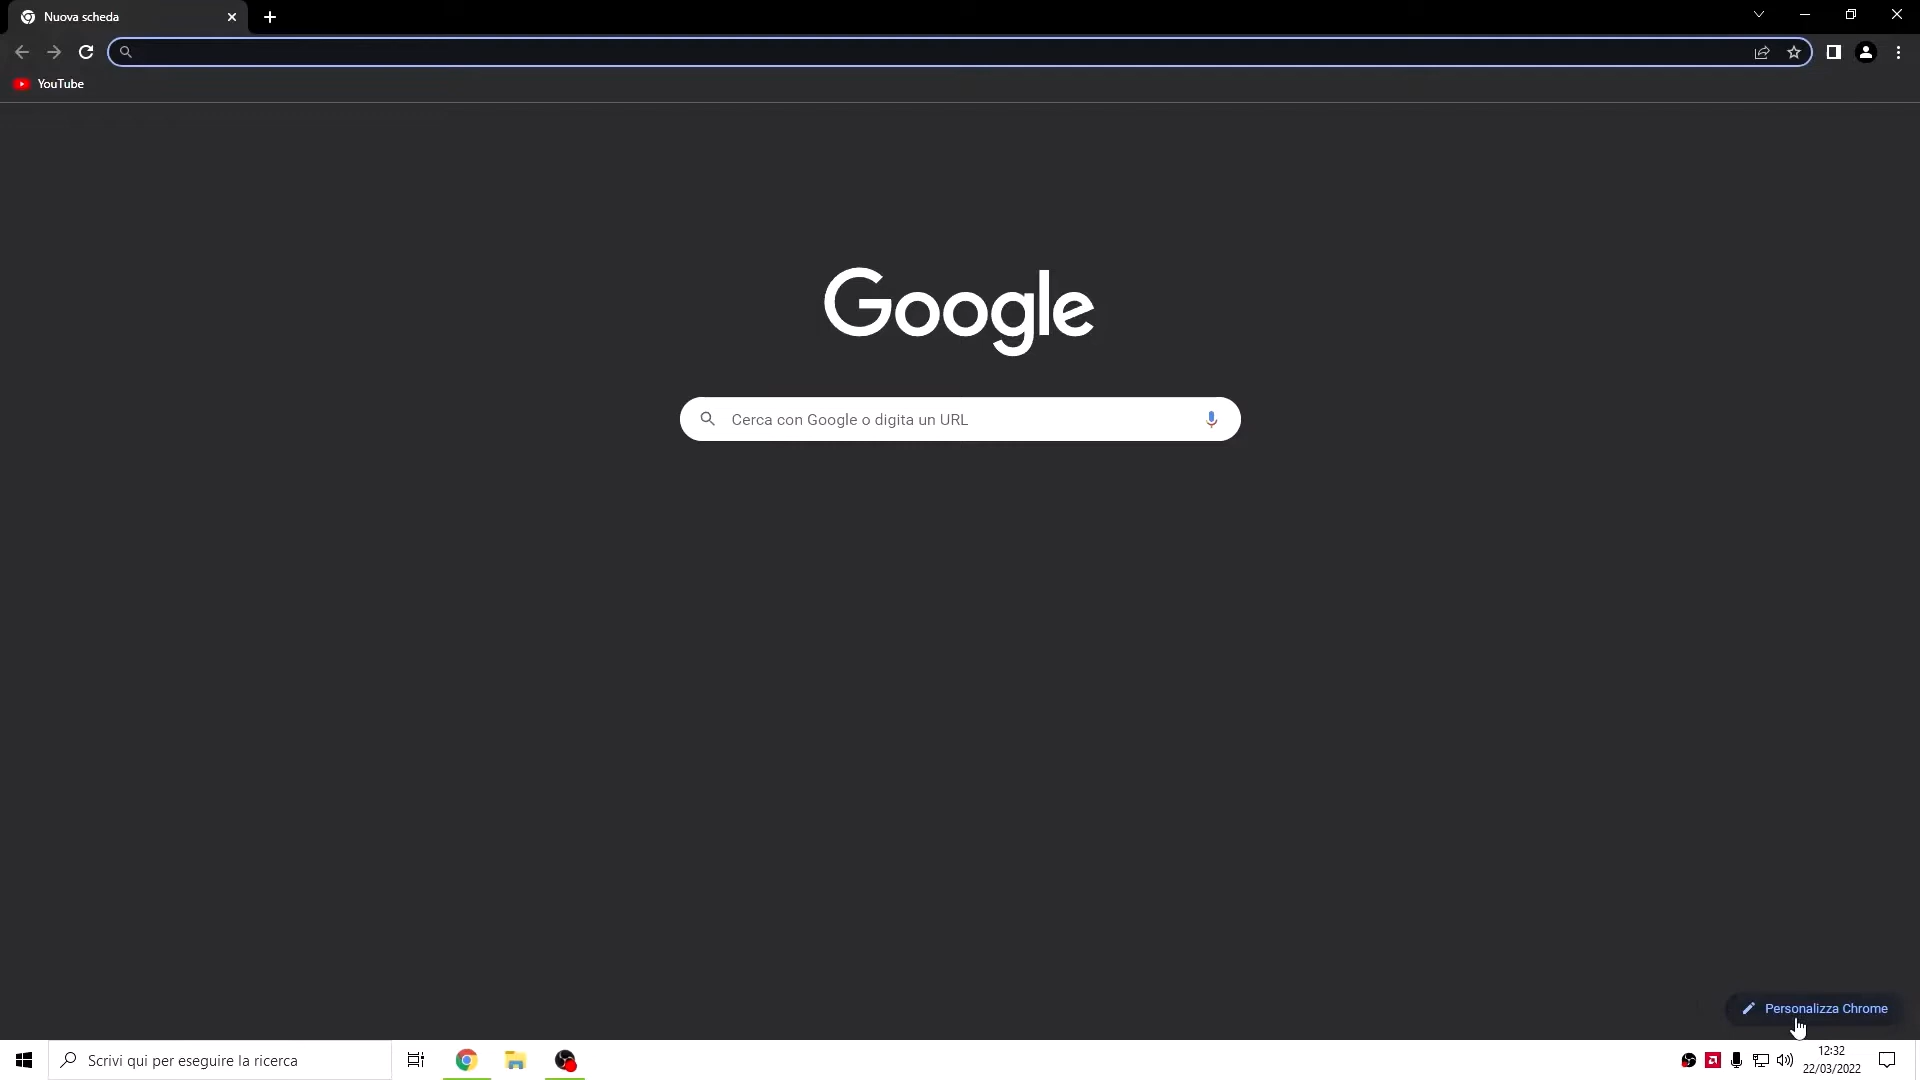 Nuova scheda
YouTube
Google
Cerca con Google o digita un URL
Personalizza Chrome
Scrivi qui per eseguire la ricerca
12:32
22/03/2022